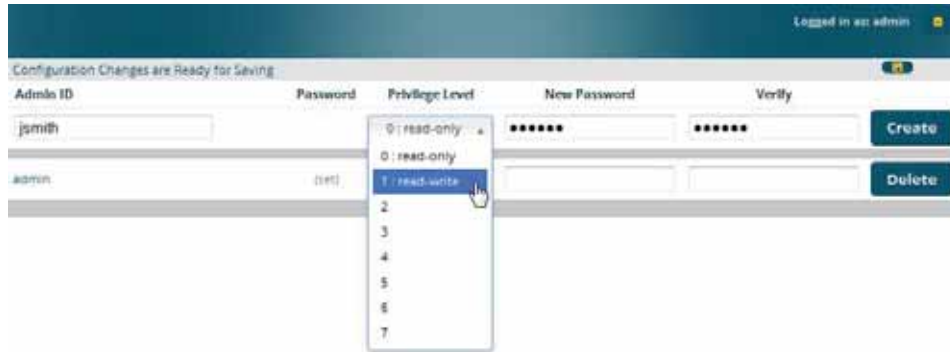 Logged in as: admin
Configuration Changes are Ready for Saving
Admin ID Password Privilege Level New Password Verify
jsmith 0 : read-only •••••• •••••• Create
0 : read-only
admin (set) 1 : read-write Delete
2
3
4
5
6
7